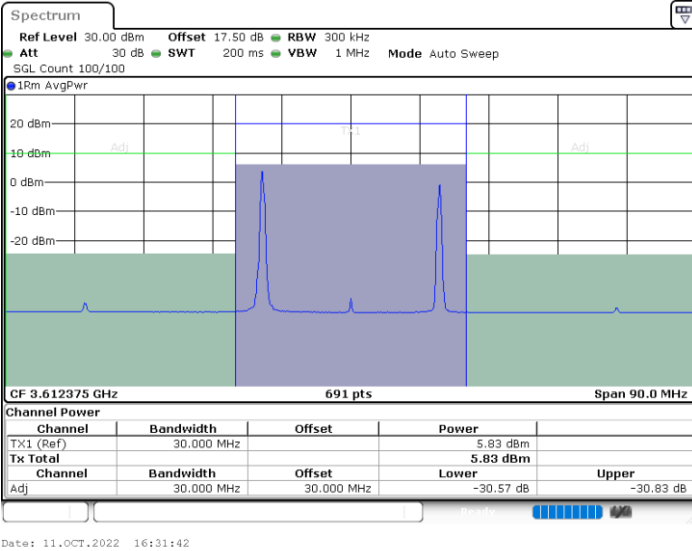 Spectrum
Ref Level 30.00 dBm Offset 17.50 dB RBW 300 kHz
Att 30 dB SWT 200 ms VBW 1 MHz Mode Auto Sweep
SGL Count 100/100
1Rm AvgPwr
20 dBm
TX1
10 dBm
Adj
Adj
0 dBm
-10 dBm
-20 dBm
CF 3.612375 GHz 691 pts Span 90.0 MHz
Channel Power
Channel Bandwidth Offset Power
TX1 (Ref) 30.000 MHz 5.83 dBm
Tx Total 5.83 dBm
Channel Bandwidth Offset Lower Upper
Adj 30.000 MHz 30.000 MHz -30.57 dB -30.83 dB
Ready
Date: 11.OCT.2022 16:31:42